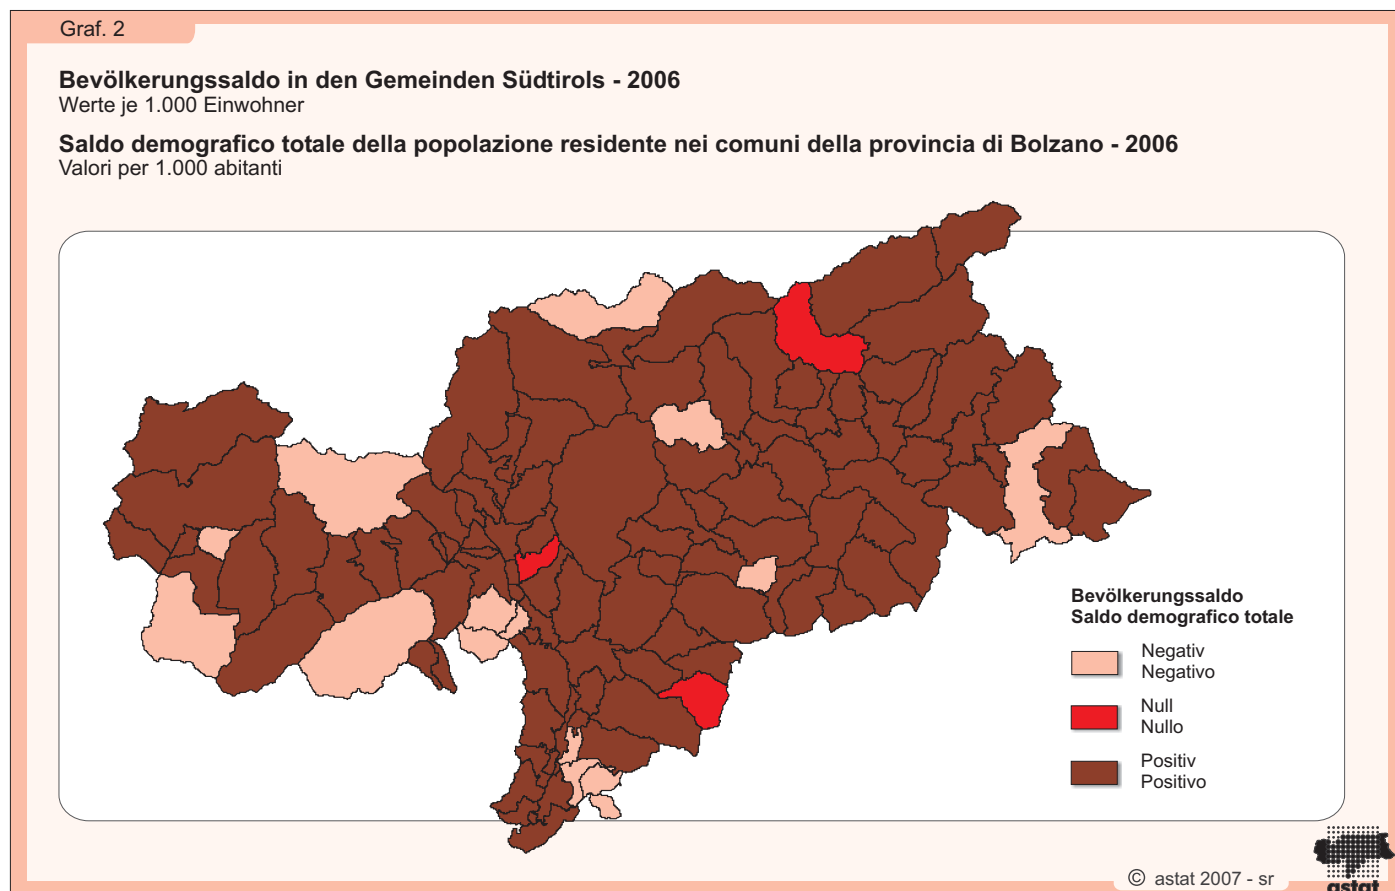 Graf. 2
Bevölkerungssaldo in den Gemeinden Südtirols - 2006
Werte je 1.000 Einwohner
Saldo demografico totale della popolazione residente nei comuni della provincia di Bolzano - 2006
Valori per 1.000 abitanti
Bevölkerungssaldo
Saldo demografico totale
Negativ
Negativo
Null
Nullo
Positiv
Positivo
© astat 2007 - sr
astat